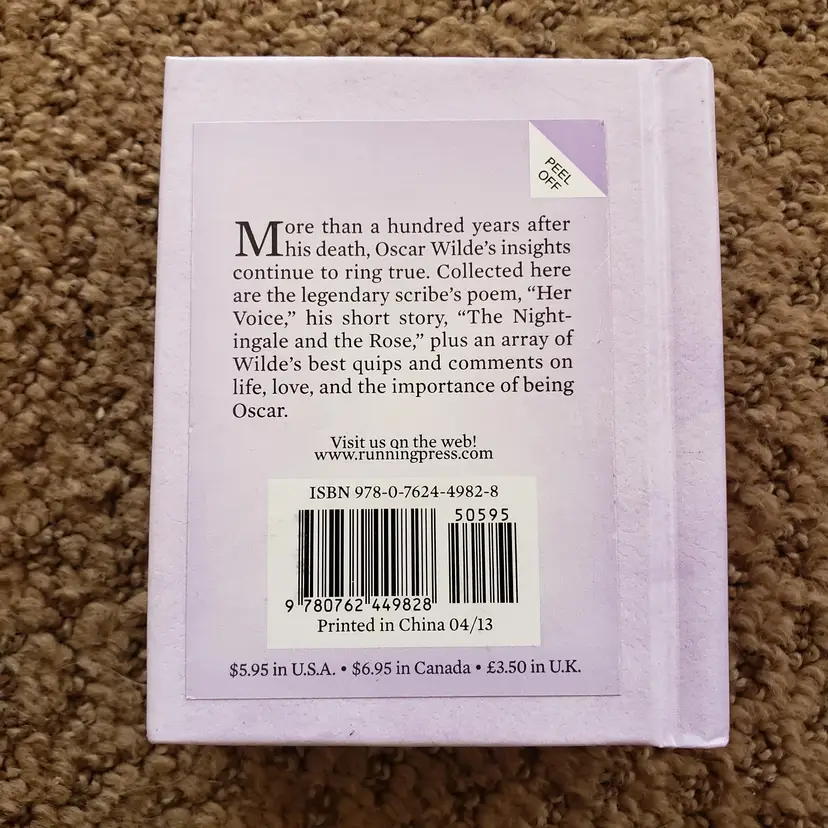 PEEL
OFF
More than a hundred years after
his death, Oscar Wilde's insights
continue to ring true. Collected here
are the legendary scribe's poem, “Her
Voice,” his short story, “The Night-
ingale and the Rose,” plus an array of
Wilde's best quips and comments on
life, love, and the importance of being
Oscar.
Visit us on the web!
www.runningpress.com
ISBN 978-0-7624-4982-8
50595
9 780762 449828
Printed in China 04/13
$5.95 in U.S.A. • $6.95 in Canada • £3.50 in U.K.